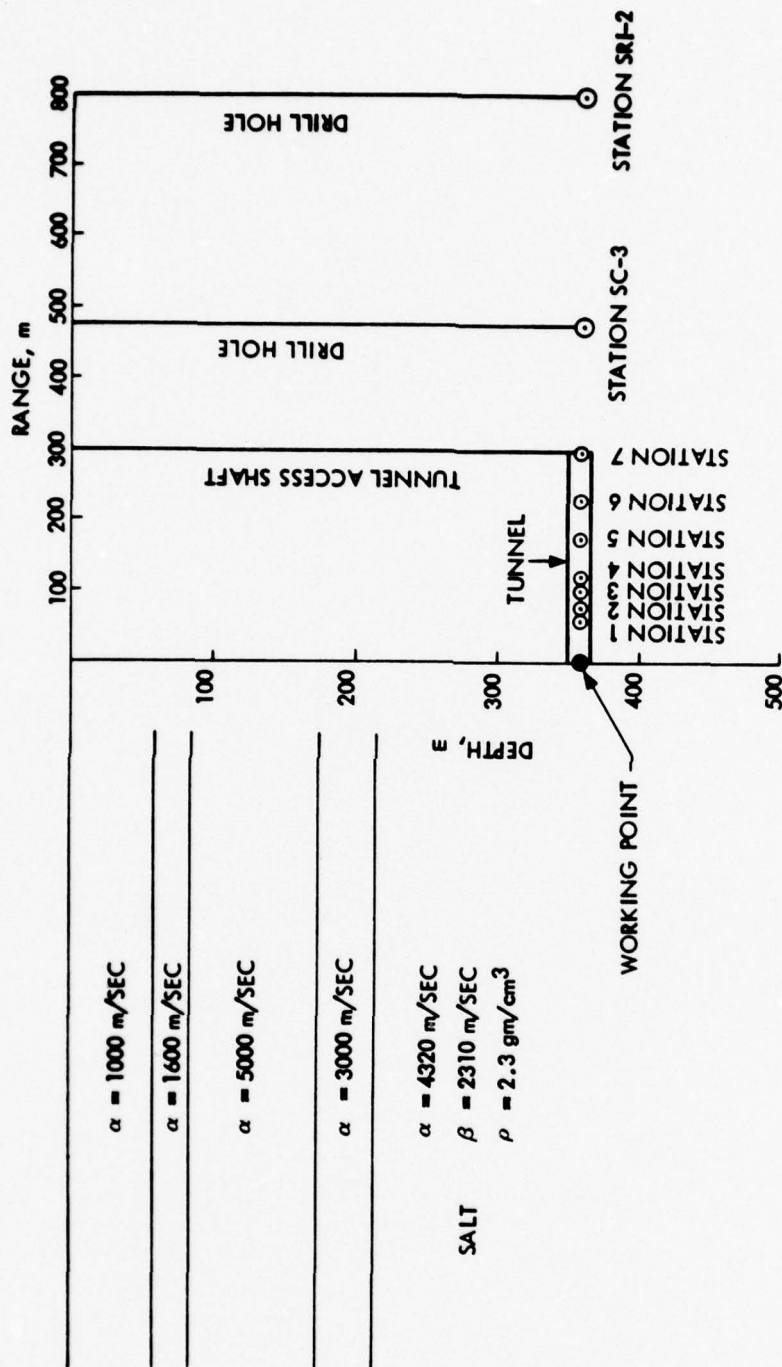 RANGE, m
100
200
300
400
500
600
700
800
α = 1000 m/SEC
α = 1600 m/SEC
α = 5000 m/SEC
α = 3000 m/SEC
SALT
α = 4320 m/SEC
β = 2310 m/SEC
ρ = 2.3 gm/cm³
DEPTH, m
100
200
300
400
500
TUNNEL ACCESS SHAFT
DRILL HOLE
DRILL HOLE
TUNNEL
WORKING POINT
STATION 1
STATION 2
STATION 3
STATION 4
STATION 5
STATION 6
STATION 7
STATION SC-3
STATION SRI-2